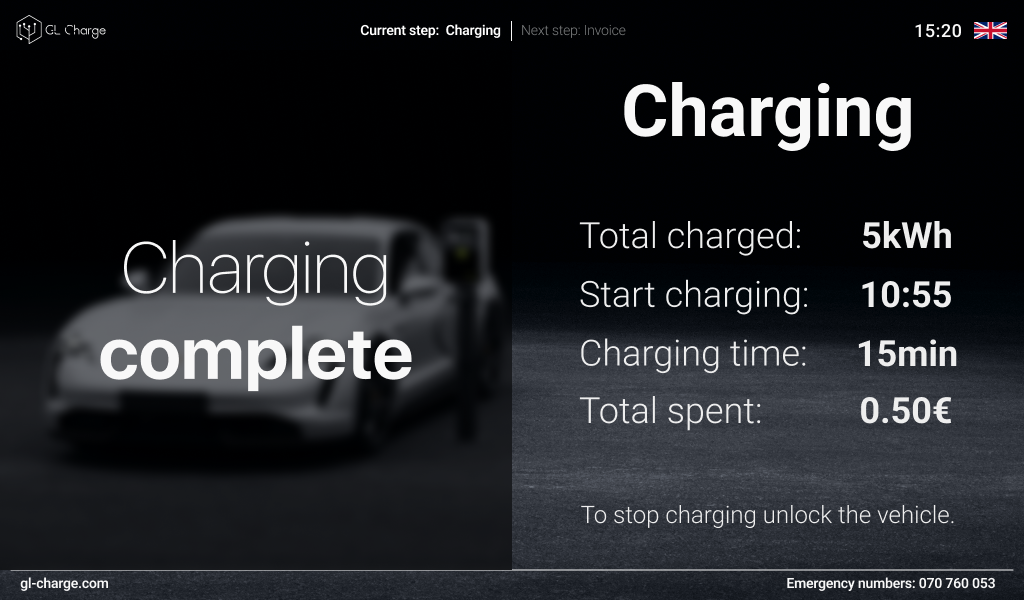 GL Charge
Current step: Charging
Next step: Invoice
15:20
Charging
complete
Charging
Total charged: 5kWh
Start charging: 10:55
Charging time: 15min
Total spent: 0.50€
To stop charging unlock the vehicle.
gl-charge.com
Emergency numbers: 070 760 053